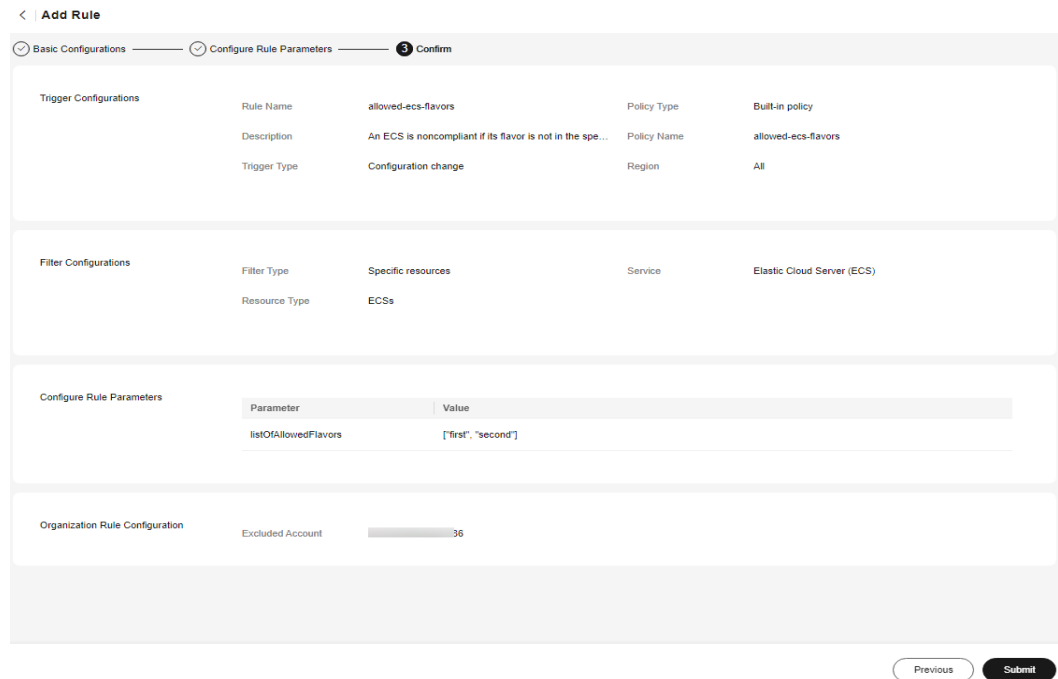 Add Rule
Basic Configurations Configure Rule Parameters 3 Confirm
Trigger Configurations
Rule Name allowed-ecs-flavors Policy Type Built-in policy
Description An ECS is noncompliant if its flavor is not in the spe... Policy Name allowed-ecs-flavors
Trigger Type Configuration change Region All
Filter Configurations
Filter Type Specific resources Service Elastic Cloud Server (ECS)
Resource Type ECSs
Configure Rule Parameters
Parameter Value
listOfAllowedFlavors ["first", "second"]
Organization Rule Configuration
Excluded Account 36
Previous Submit